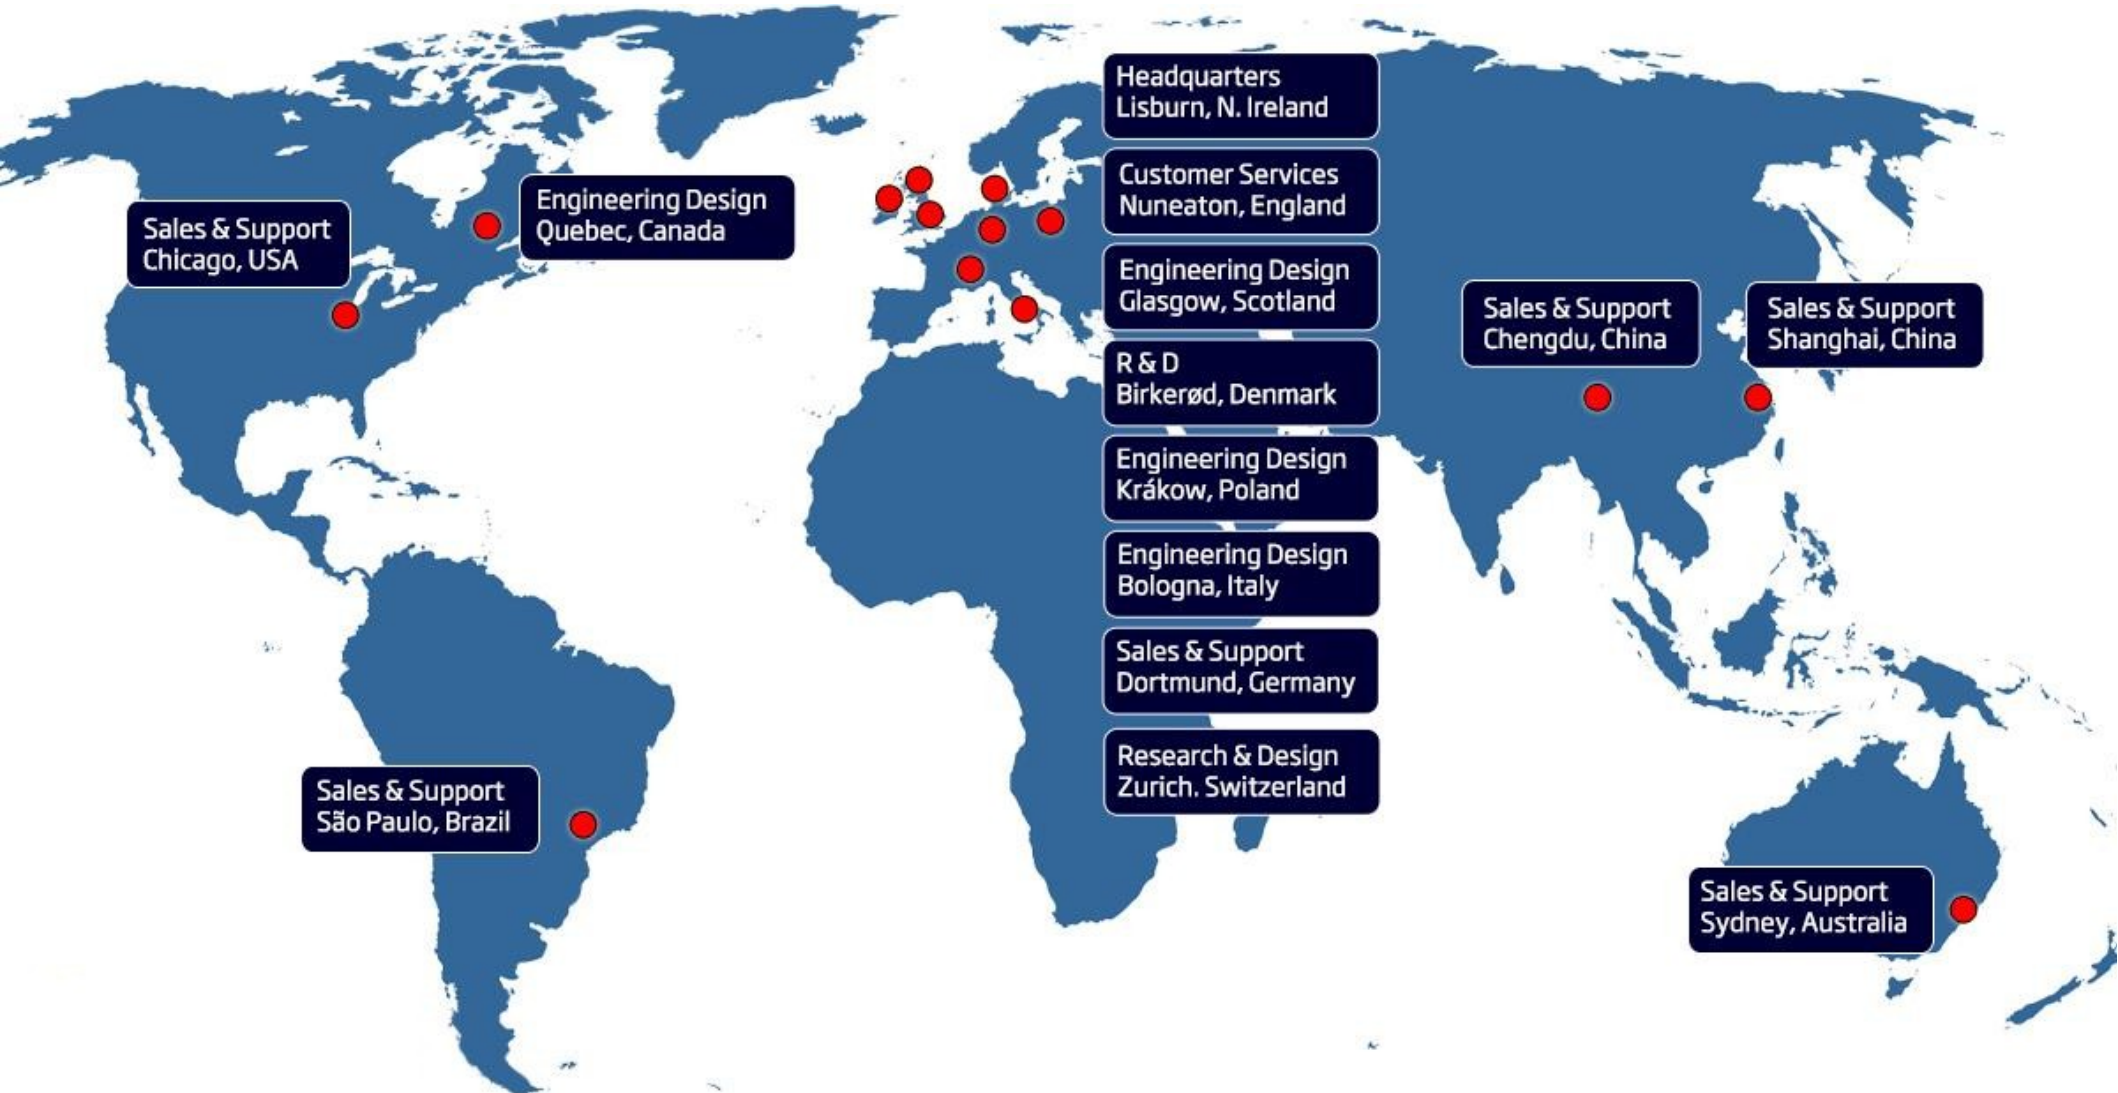 Sales & Support
Chicago, USA
Engineering Design
Quebec, Canada
Sales & Support
São Paulo, Brazil
Headquarters
Lisburn, N. Ireland
Customer Services
Nuneaton, England
Engineering Design
Glasgow, Scotland
R & D
Birkerød, Denmark
Engineering Design
Krákow, Poland
Engineering Design
Bologna, Italy
Sales & Support
Dortmund, Germany
Research & Design
Zurich. Switzerland
Sales & Support
Chengdu, China
Sales & Support
Shanghai, China
Sales & Support
Sydney, Australia